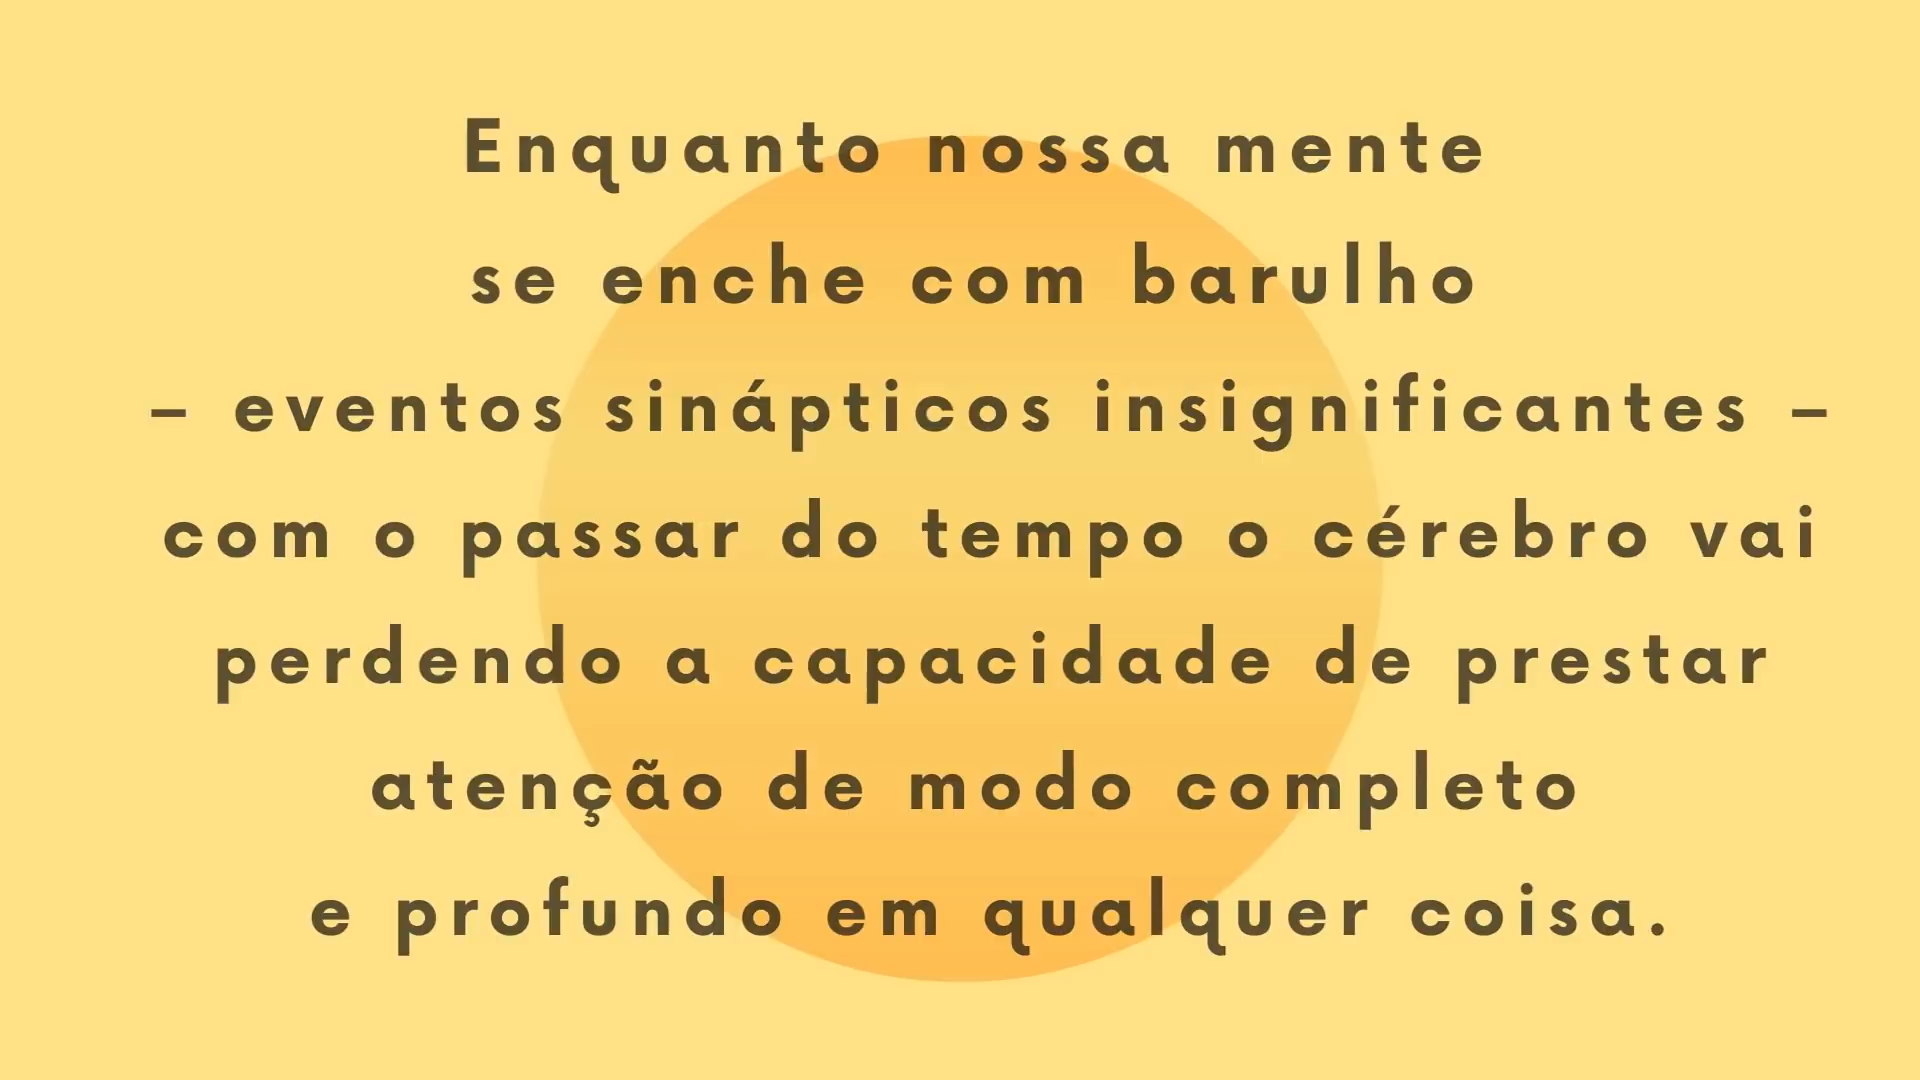 Enquanto nossa mente
se enche com barulho
– eventos sinápticos insignificantes –
com o passar do tempo o cérebro vai
perdendo a capacidade de prestar
atenção de modo completo
e profundo em qualquer coisa.